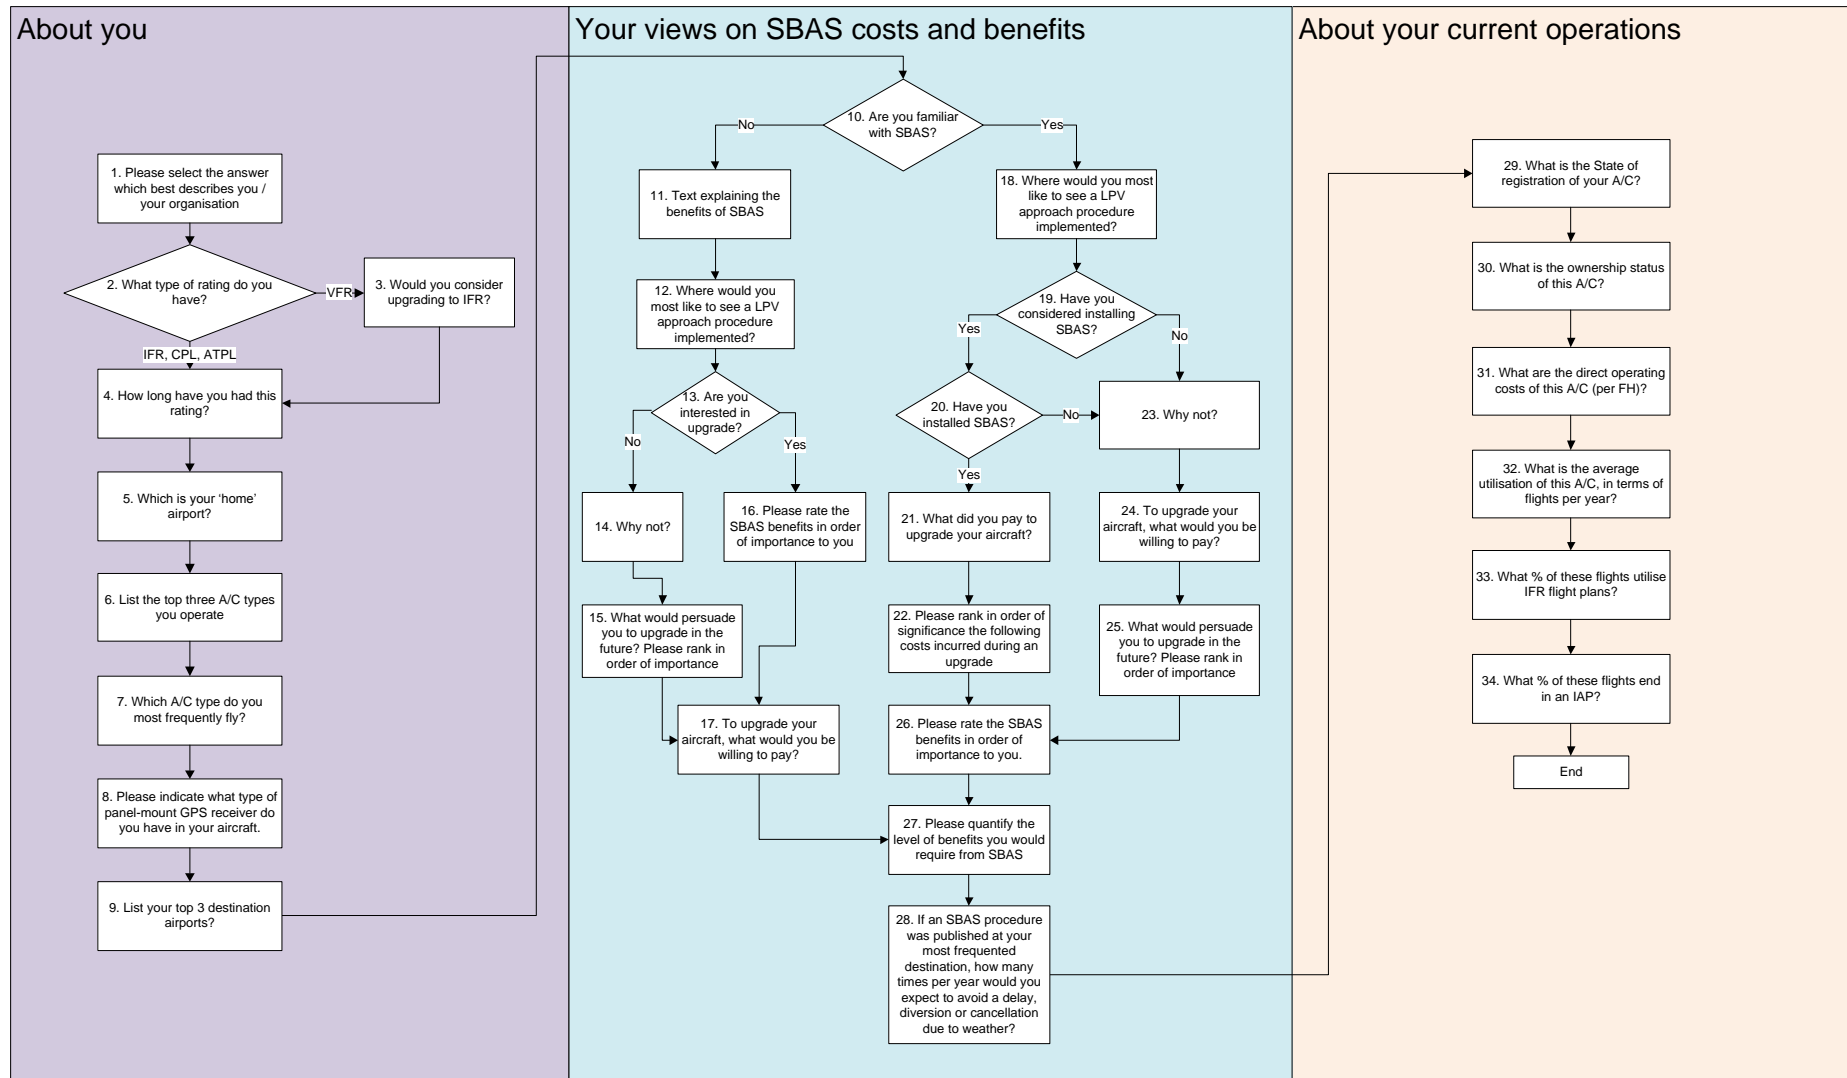 About you
1. Please select the answer
which best describes you /
your organisation
2. What type of rating do you
have?
VFR
3. Would you consider
upgrading to IFR?
IFR, CPL, ATPL
4. How long have you had this
rating?
5. Which is your ‘home’
airport?
6. List the top three A/C types
you operate
7. Which A/C type do you
most frequently fly?
8. Please indicate what type of
panel-mount GPS receiver do
you have in your aircraft.
9. List your top 3 destination
airports?
Your views on SBAS costs and benefits
10. Are you familiar
with SBAS?
No
Yes
11. Text explaining the
benefits of SBAS
12. Where would you
most like to see a LPV
approach procedure
implemented?
13. Are you
interested in
upgrade?
No
Yes
14. Why not?
15. What would persuade
you to upgrade in the
future? Please rank in
order of importance
16. Please rate the
SBAS benefits in order
of importance to you
17. To upgrade your
aircraft, what would you be
willing to pay?
18. Where would you most
like to see a LPV
approach procedure
implemented?
19. Have you
considered installing
SBAS?
Yes
No
20. Have you
installed SBAS?
No
Yes
21. What did you pay to
upgrade your aircraft?
22. Please rank in order of
significance the following
costs incurred during an
upgrade
23. Why not?
24. To upgrade your
aircraft, what would you be
willing to pay?
25. What would persuade
you to upgrade in the
future? Please rank in
order of importance
26. Please rate the SBAS
benefits in order of
importance to you.
27. Please quantify the
level of benefits you would
require from SBAS
28. If an SBAS procedure
was published at your
most frequented
destination, how many
times per year would you
expect to avoid a delay,
diversion or cancellation
due to weather?
About your current operations
29. What is the State of
registration of your A/C?
30. What is the ownership status
of this A/C?
31. What are the direct operating
costs of this A/C (per FH)?
32. What is the average
utilisation of this A/C, in terms of
flights per year?
33. What % of these flights utilise
IFR flight plans?
34. What % of these flights end
in an IAP?
End